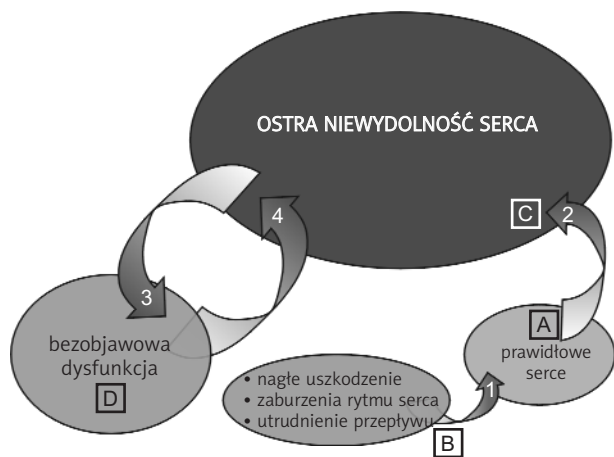 OSTRA NIEWYDOLNOŚĆ SERCA
C
2
4
3
bezobjawowa
dysfunkcja
D
A
prawidłowe
serce
• nagłe uszkodzenie
• zaburzenia rytmu serca
• utrudnienie przepływu
1
B